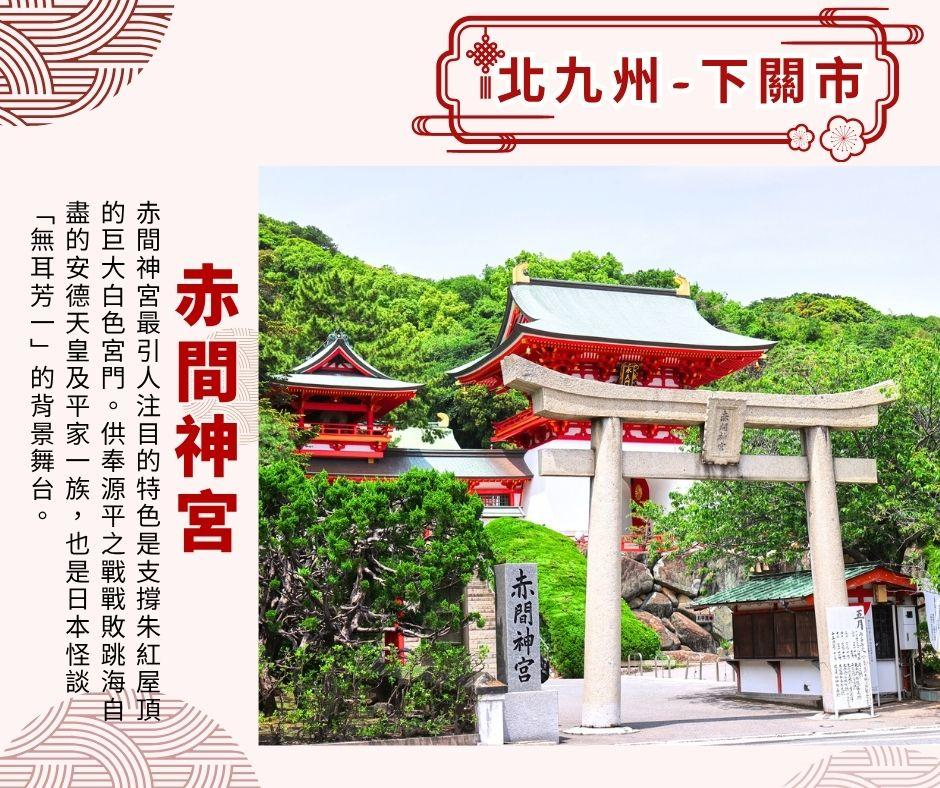 北九州-下關市
赤間神宮
赤間神宮最引人注目的特色是支撐朱紅屋頂
的巨大白色宮門。供奉源平之戰戰敗跳海自
盡的安德天皇及平家一族，也是日本怪談
「無耳芳一」的背景舞台。
赤間神宮
赤間神宮
五月